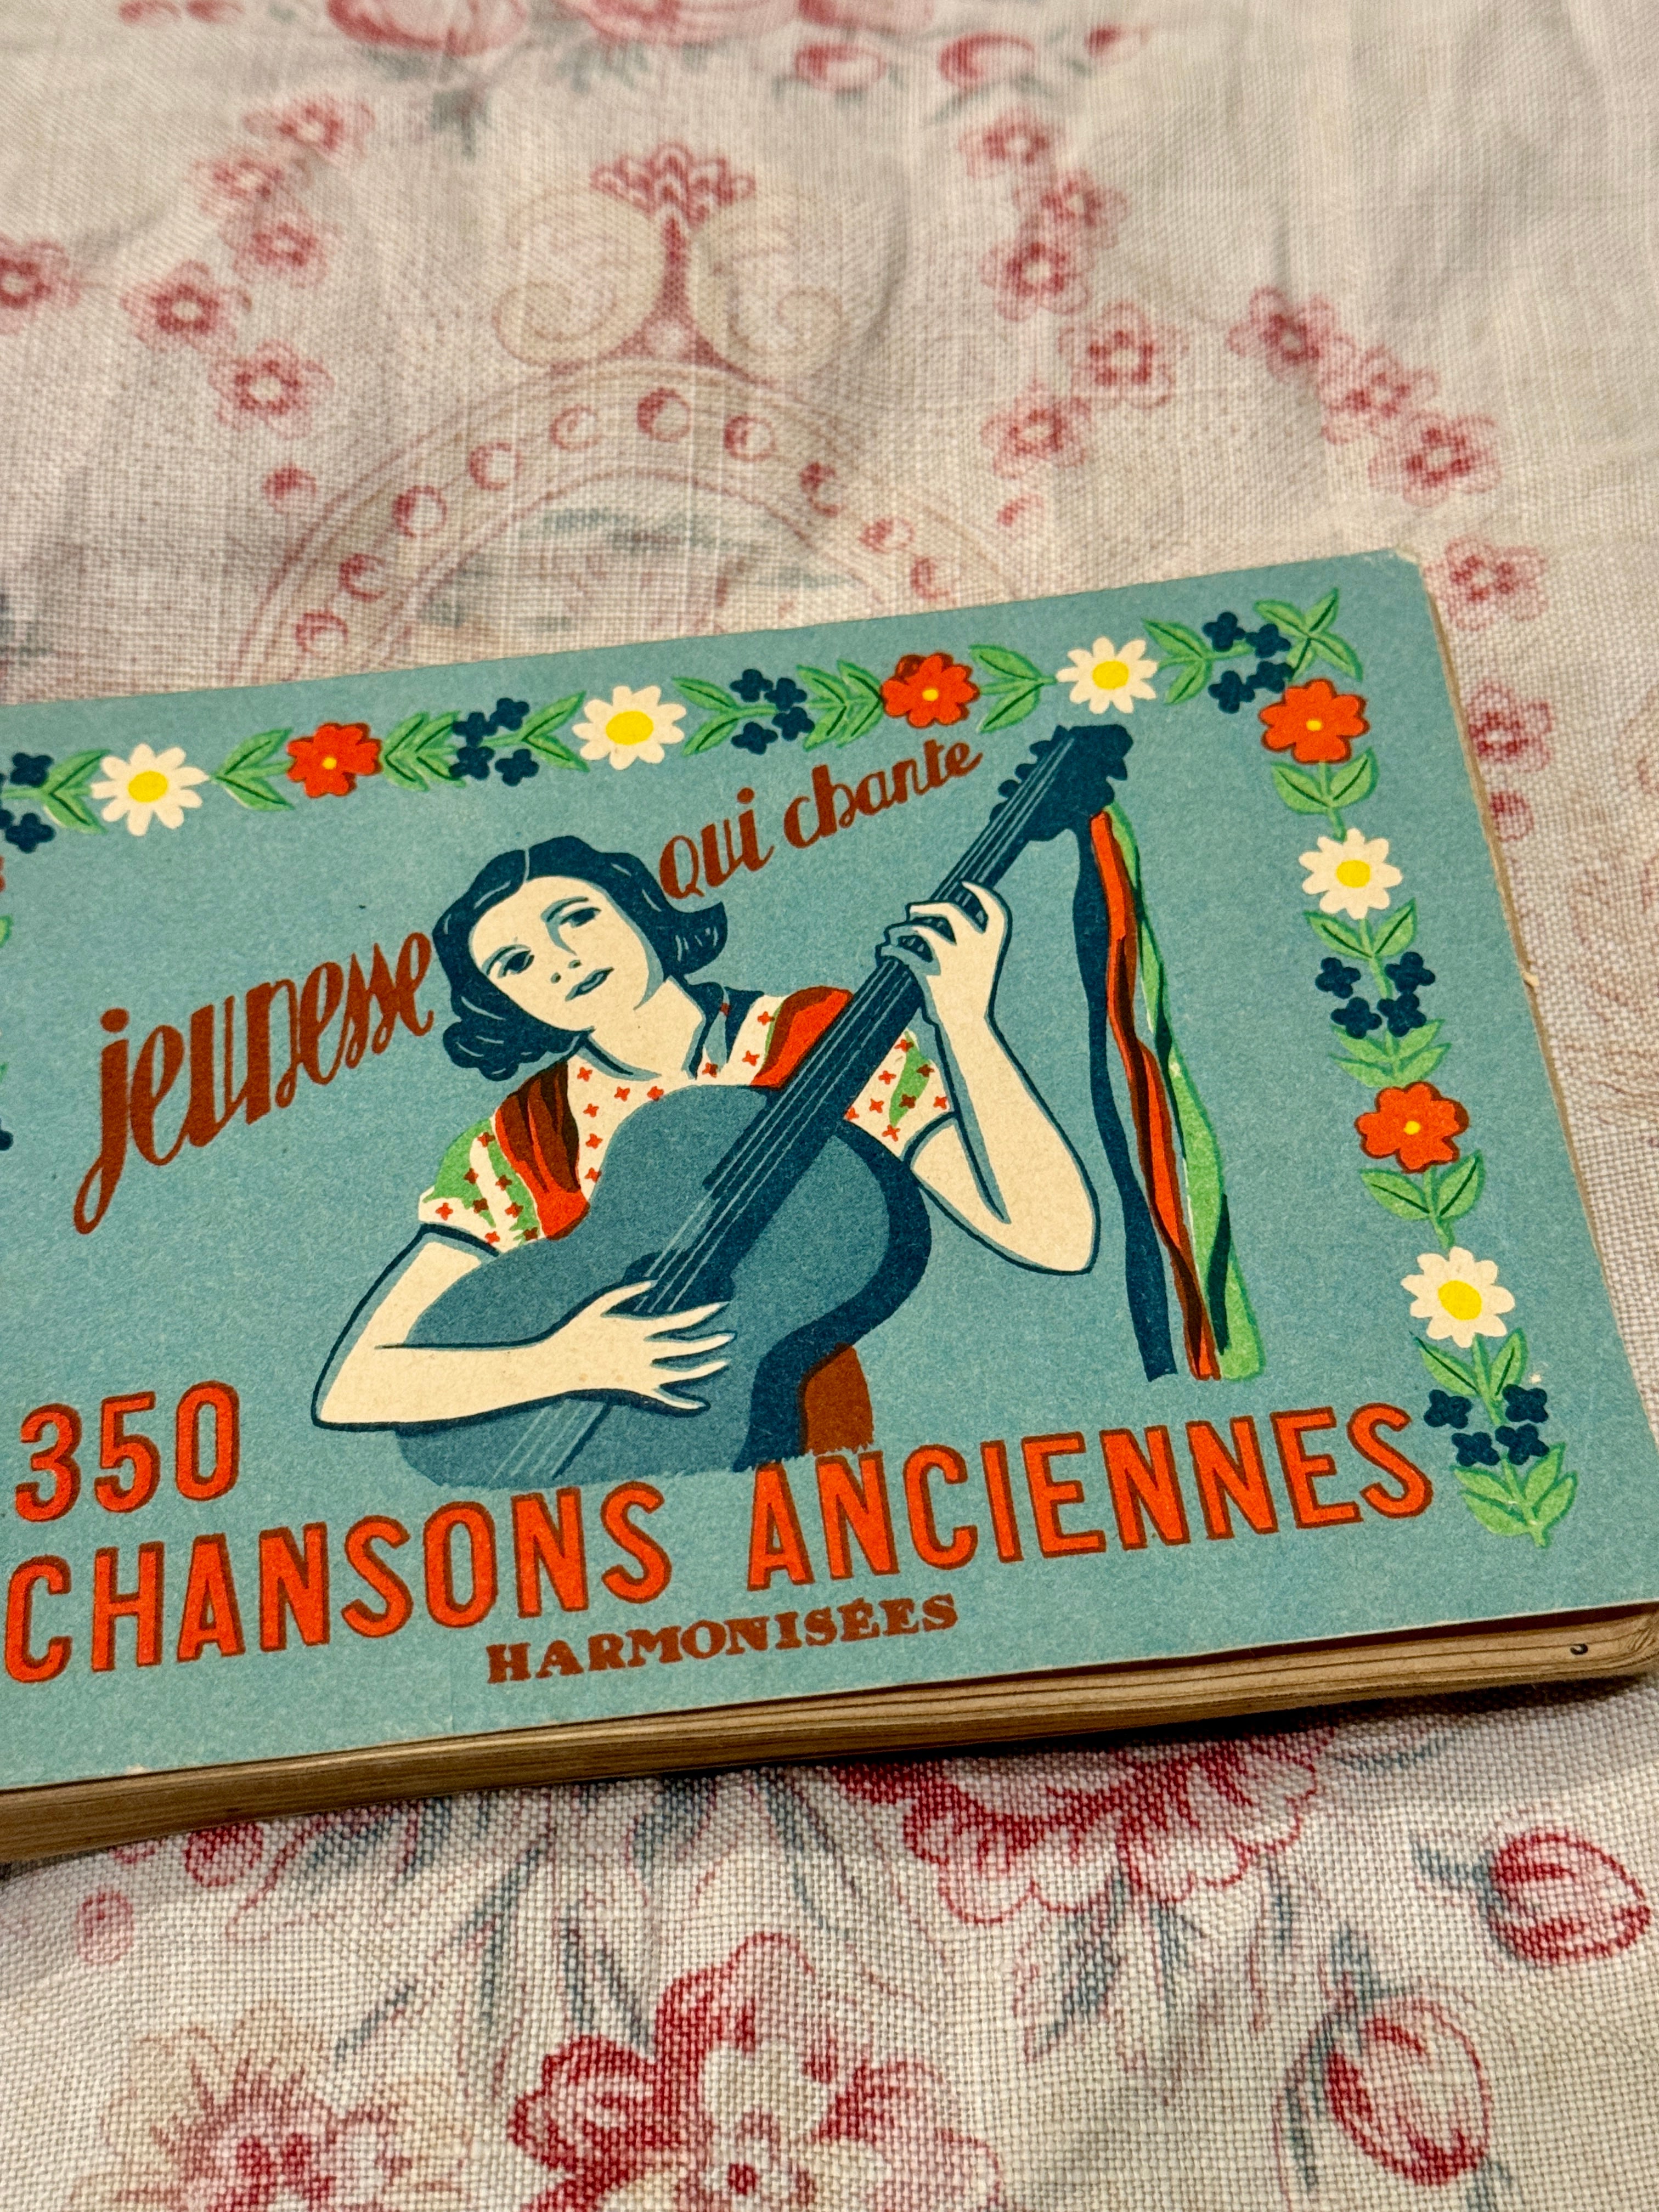 jeunesse qui chante
350
CHANSONS ANCIENNES
HARMONISÉES